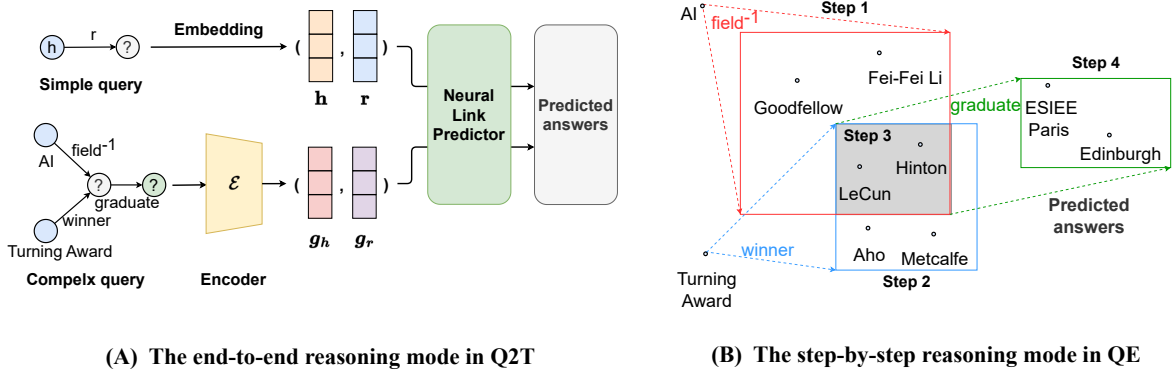 h
r
?
Simple query
Embedding
( , )
h
r
Neural
Link
Predictor
Predicted
answers
AI
field-1
?
?
graduate
winner
Turning Award
Compelx query
ℰ
Encoder
( , )
gh
gr
(A) The end-to-end reasoning mode in Q2T
AI
field-1
Step 1
Fei-Fei Li
Goodfellow
Step 3
Hinton
LeCun
graduate
Step 4
ESIEE
Paris
Edinburgh
Predicted
answers
winner
Turning
Award
Aho
Metcalfe
Step 2
(B) The step-by-step reasoning mode in QE